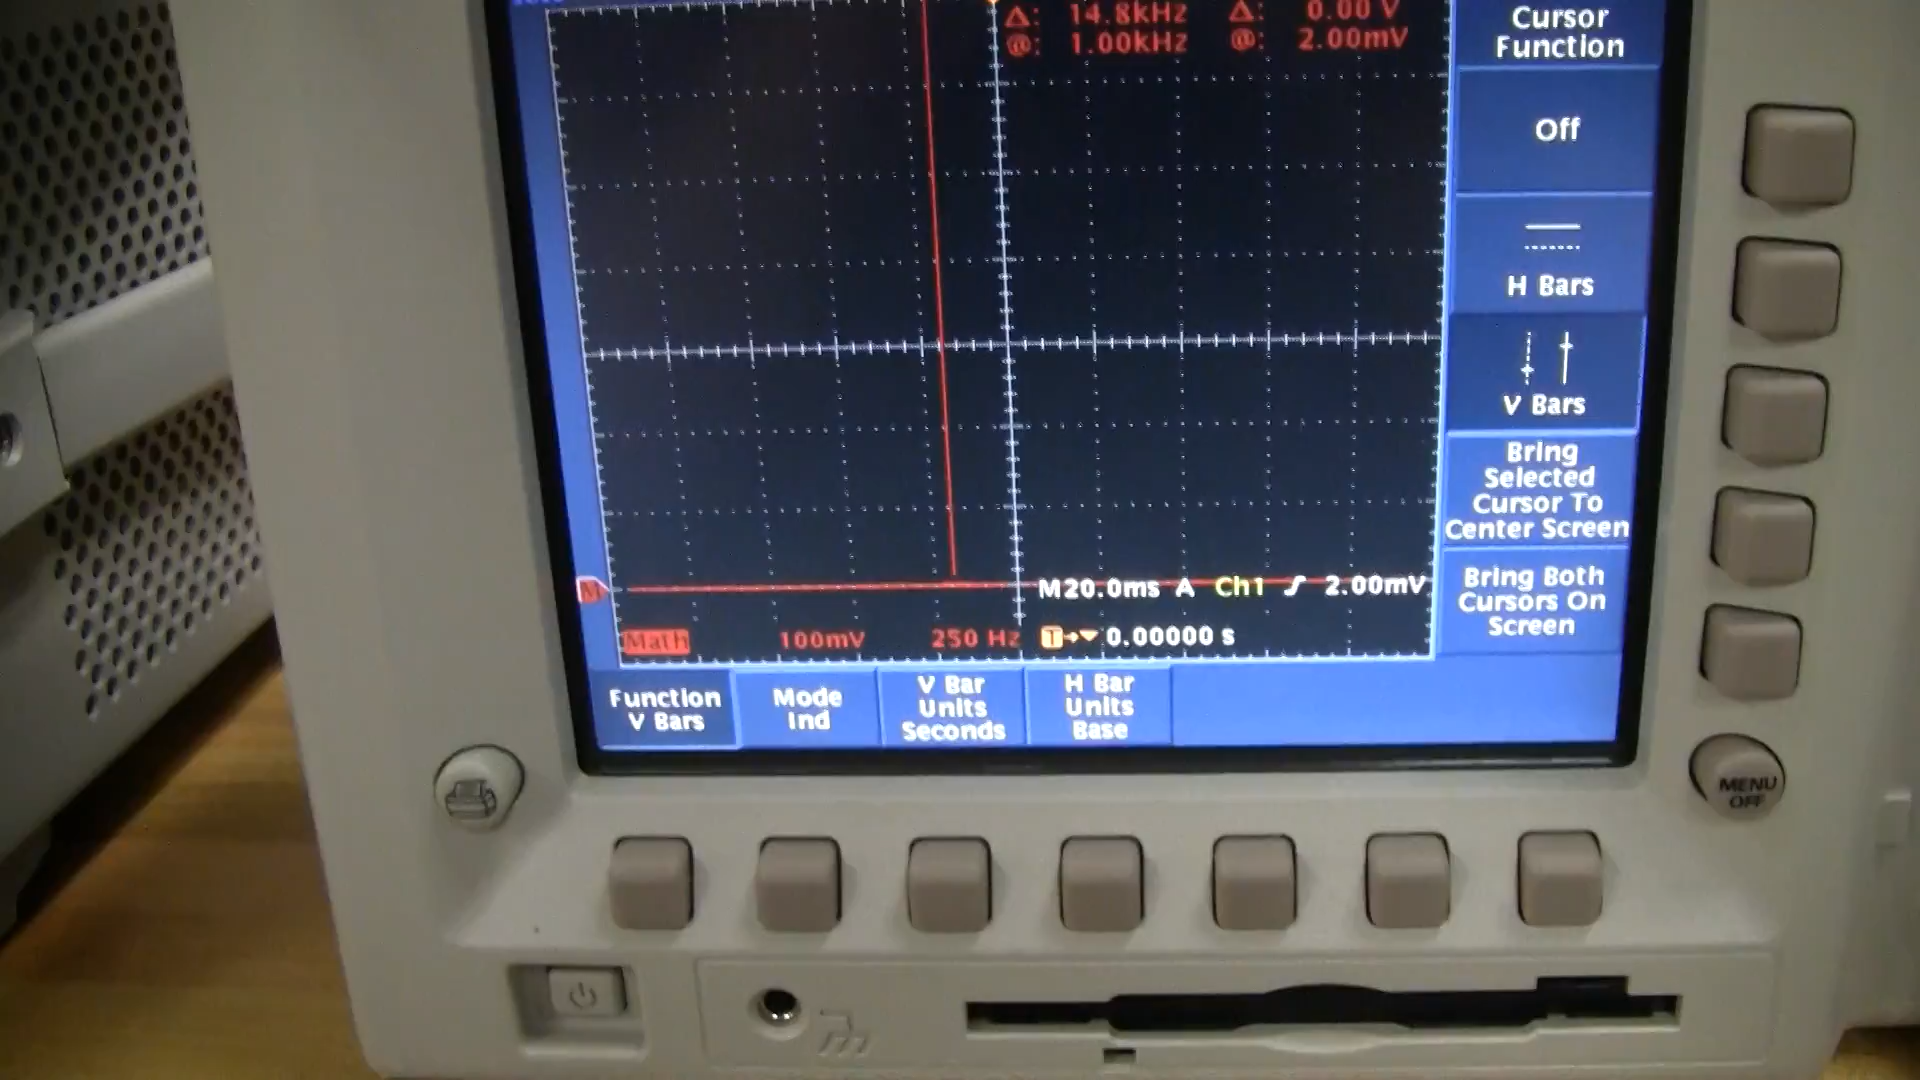 Δ: 14.8kHz Δ: 0.00 V
@: 1.00kHz @: 2.00mV
Cursor
Function
Off
H Bars
V Bars
Bring
Selected
Cursor To
Center Screen
Bring Both
Cursors On
Screen
M
M20.0ms A Ch1 ƒ 2.00mV
Math 100mV 250 Hz T→▼ 0.00000 s
Function
V Bars
Mode
Ind
V Bar
Units
Seconds
H Bar
Units
Base
MENU
OFF